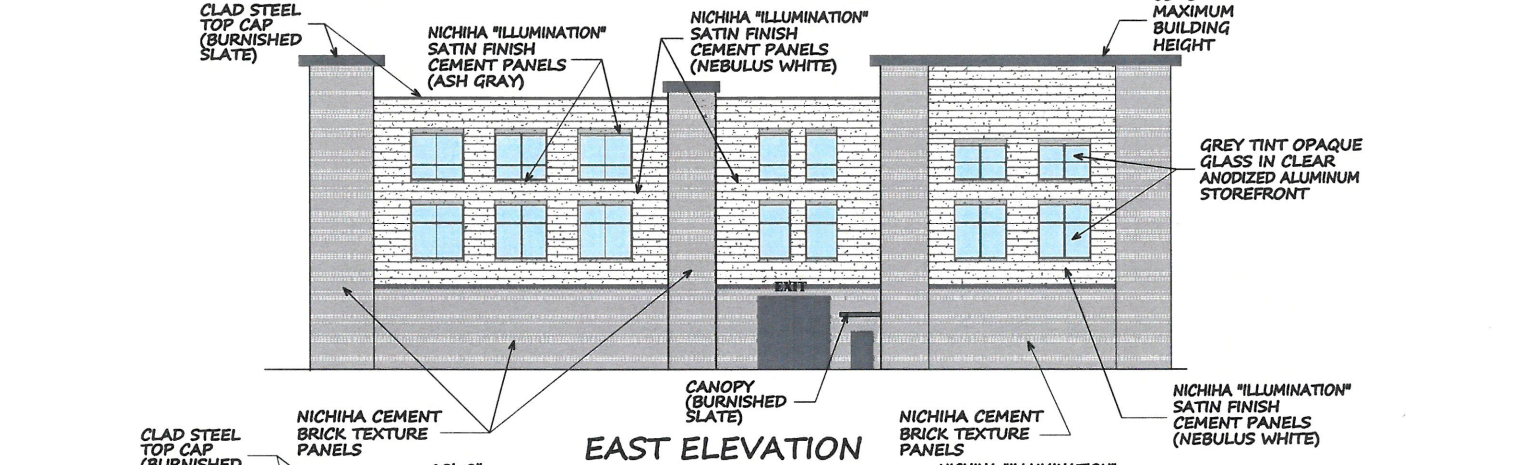 CLAD STEEL
TOP CAP
(BURNISHED
SLATE)
NICHIHA "ILLUMINATION"
SATIN FINISH
CEMENT PANELS
(ASH GRAY)
NICHIHA "ILLUMINATION"
SATIN FINISH
CEMENT PANELS
(NEBULUS WHITE)
MAXIMUM
BUILDING
HEIGHT
GREY TINT OPAQUE
GLASS IN CLEAR
ANODIZED ALUMINUM
STOREFRONT
EXIT
CANOPY
(BURNISHED
SLATE)
NICHIHA CEMENT
BRICK TEXTURE
PANELS
NICHIHA CEMENT
BRICK TEXTURE
PANELS
NICHIHA "ILLUMINATION"
SATIN FINISH
CEMENT PANELS
(NEBULUS WHITE)
EAST ELEVATION
CLAD STEEL
TOP CAP
(BURNISHED
NICHIHA "ILLUMINATION"